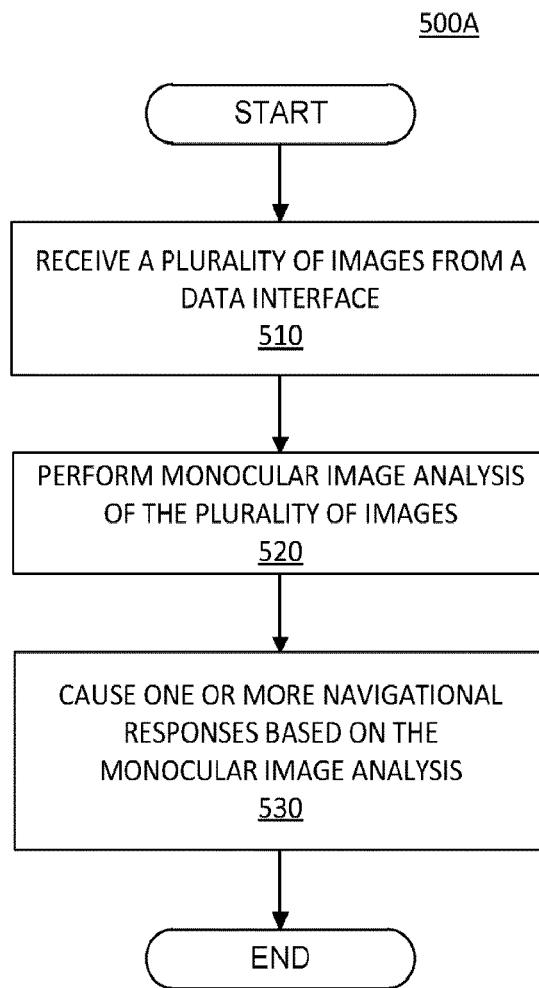 500A
START
RECEIVE A PLURALITY OF IMAGES FROM A
DATA INTERFACE
510
PERFORM MONOCULAR IMAGE ANALYSIS
OF THE PLURALITY OF IMAGES
520
CAUSE ONE OR MORE NAVIGATIONAL
RESPONSES BASED ON THE
MONOCULAR IMAGE ANALYSIS
530
END